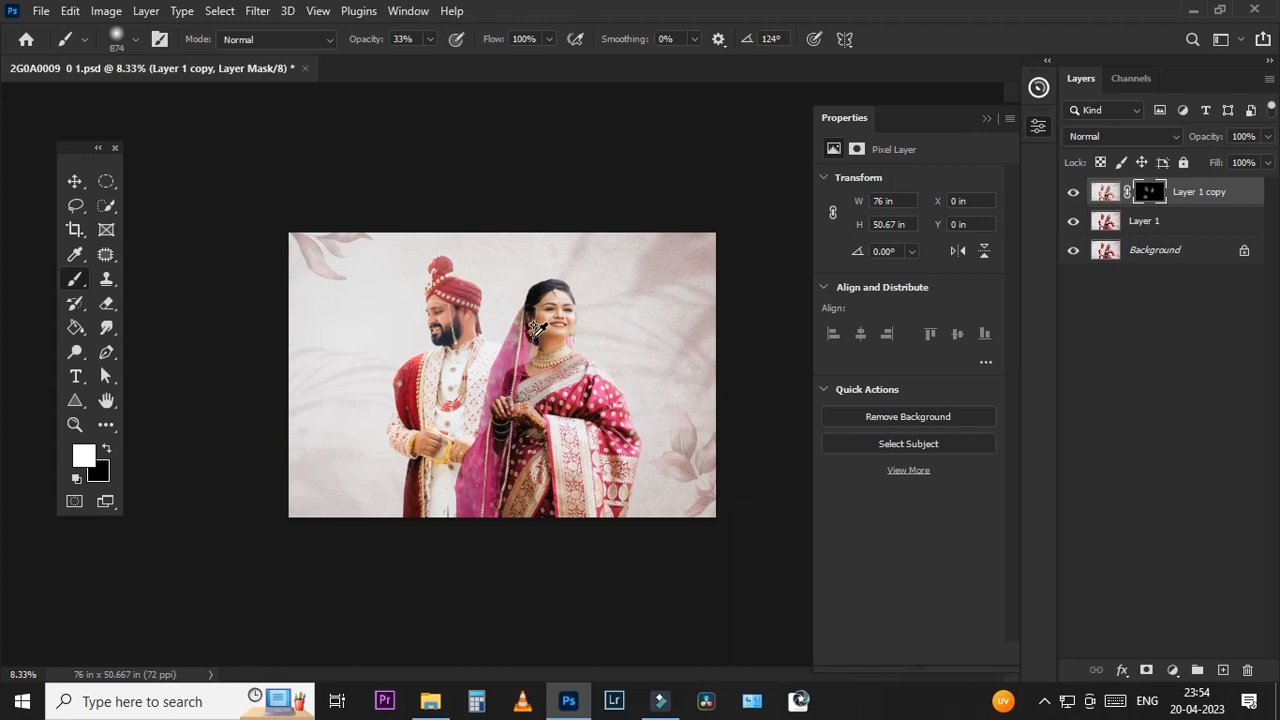 Ps File Edit Image Layer Type Select Filter 3D View Plugins Window Help
874 Mode: Normal Opacity: 33% Flow: 100% Smoothing: 0% 124°
2G0A0009 0 1.psd @ 8.33% (Layer 1 copy, Layer Mask/8) *
Layers Channels
Kind
Normal Opacity: 100%
Lock: Fill: 100%
Layer 1 copy
Layer 1
Background
Properties
Pixel Layer
Transform
W 76 in X 0 in
H 50.67 in Y 0 in
0.00°
Align and Distribute
Align:
Quick Actions
Remove Background
Select Subject
View More
8.33% 76 in x 50.667 in (72 ppi)
Type here to search
Pr
Ps
Lr
UV
ENG
23:54
20-04-2023